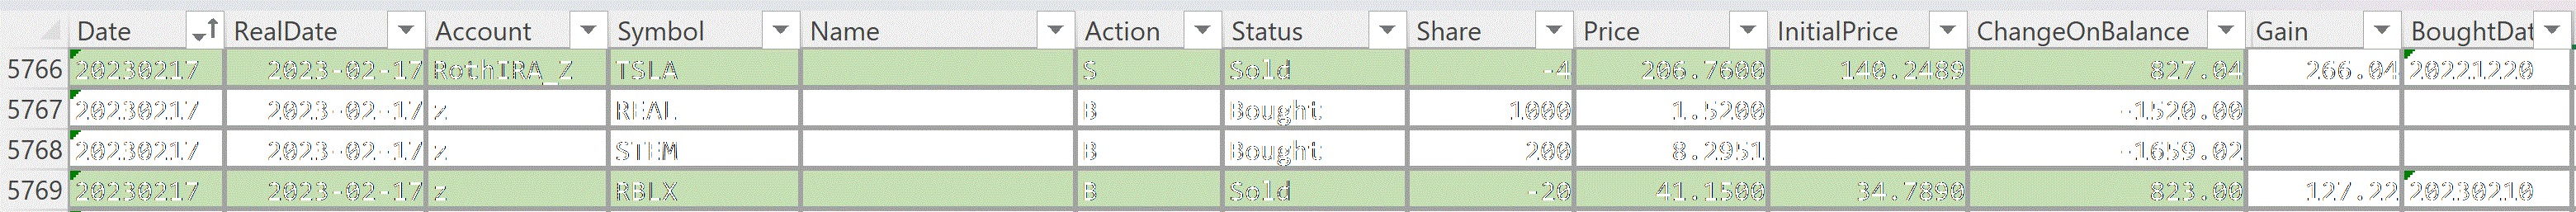 Date RealDate Account Symbol Name Action Status Share Price InitialPrice ChangeOnBalance Gain BoughtDat
5766 20230217 2023-02-17 RothIRA_Z TSLA S Sold -4 206.7600 140.2489 827.04 266.04 20221220
5767 20230217 2023-02-17 z REAL B Bought 1000 1.5200 -1520.00
5768 20230217 2023-02-17 z STEM B Bought 200 8.2951 -1659.02
5769 20230217 2023-02-17 z RBLX B Sold -20 41.1500 34.7890 823.00 127.22 20230210